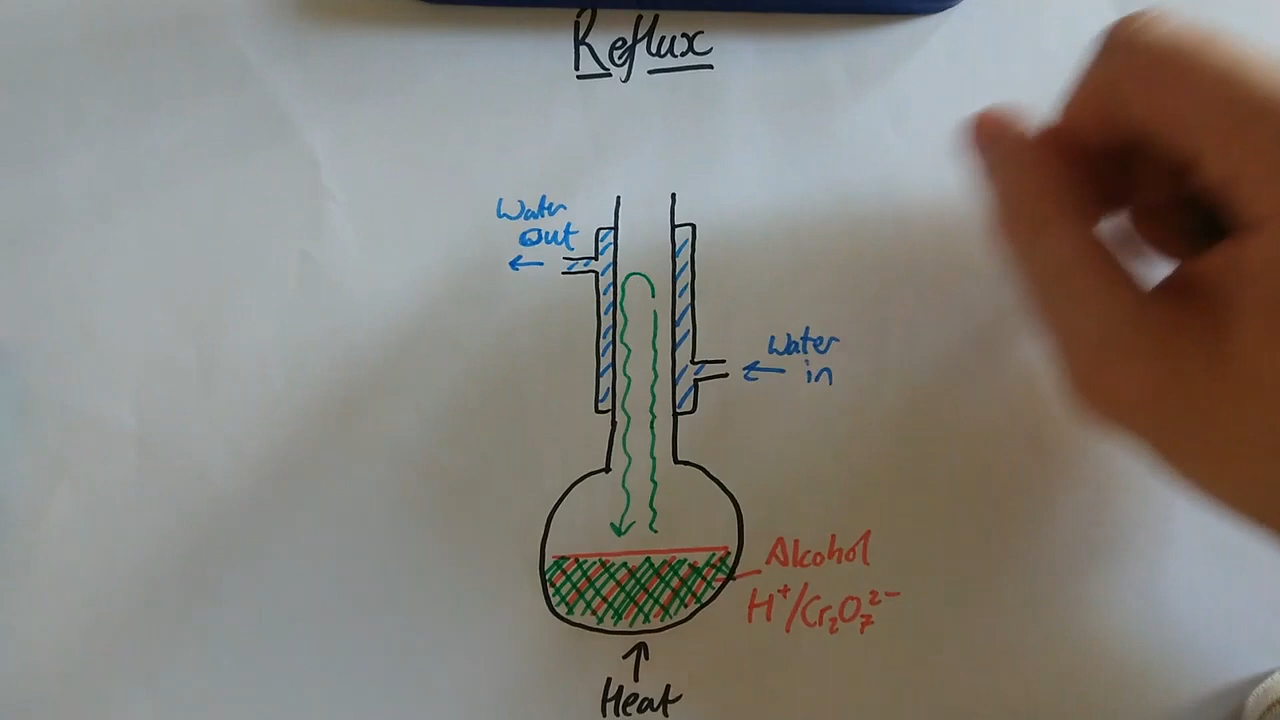 Reflux
Water
out
←
Water
← in
Alcohol
H⁺/Cr₂O₇²⁻
↑
Heat